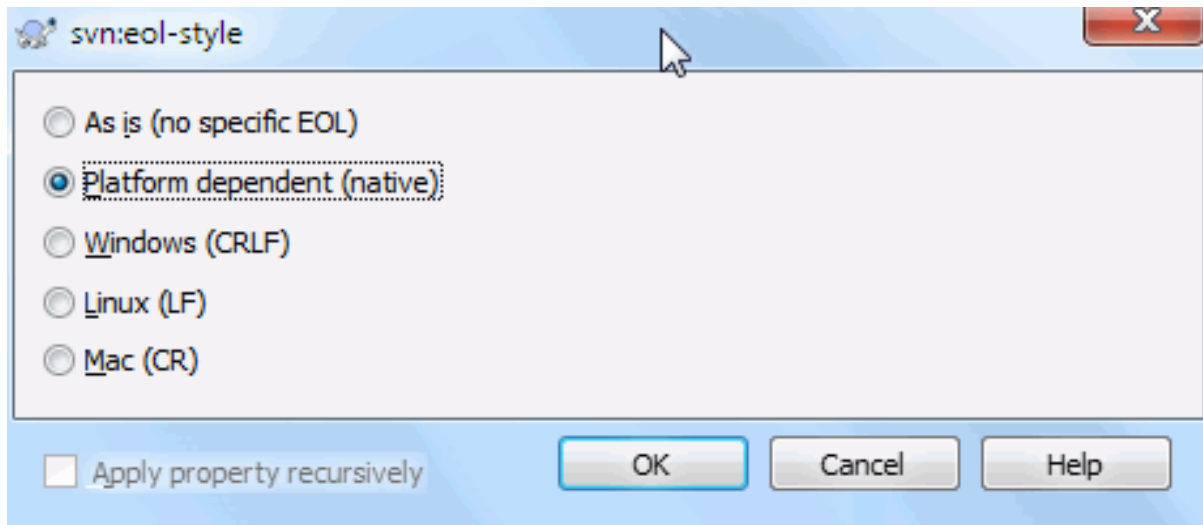 svn:eol-style
As is (no specific EOL)
Platform dependent (native)
Windows (CRLF)
Linux (LF)
Mac (CR)
Apply property recursively
OK
Cancel
Help